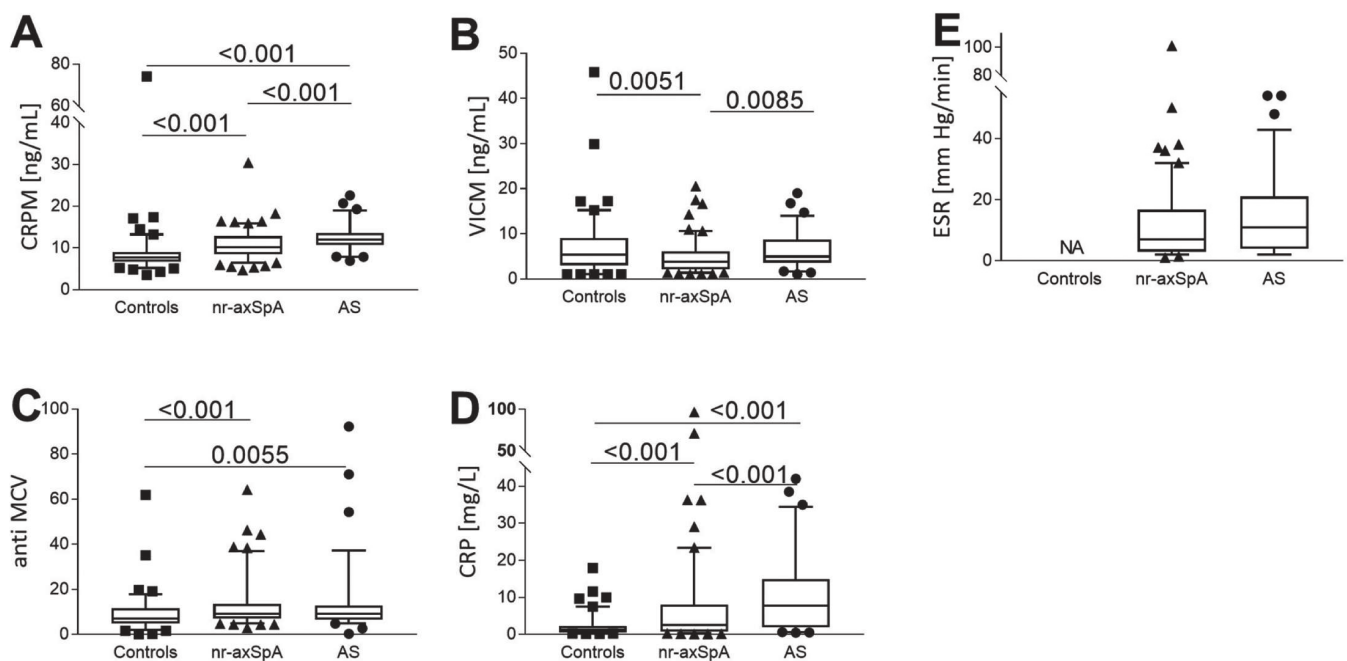 A
CRPM [ng/mL]
80
60
40
30
20
10
0
<0.001
<0.001
<0.001
Controls nr-axSpA AS
B
VICM [ng/mL]
50
40
30
20
10
0
0.0051
0.0085
Controls nr-axSpA AS
E
ESR [mm Hg/min]
100
80
40
20
0
NA
Controls nr-axSpA AS
C
anti MCV
100
80
60
40
20
0
<0.001
0.0055
Controls nr-axSpA AS
D
CRP [mg/L]
100
50
40
30
20
10
0
<0.001
<0.001
<0.001
Controls nr-axSpA AS